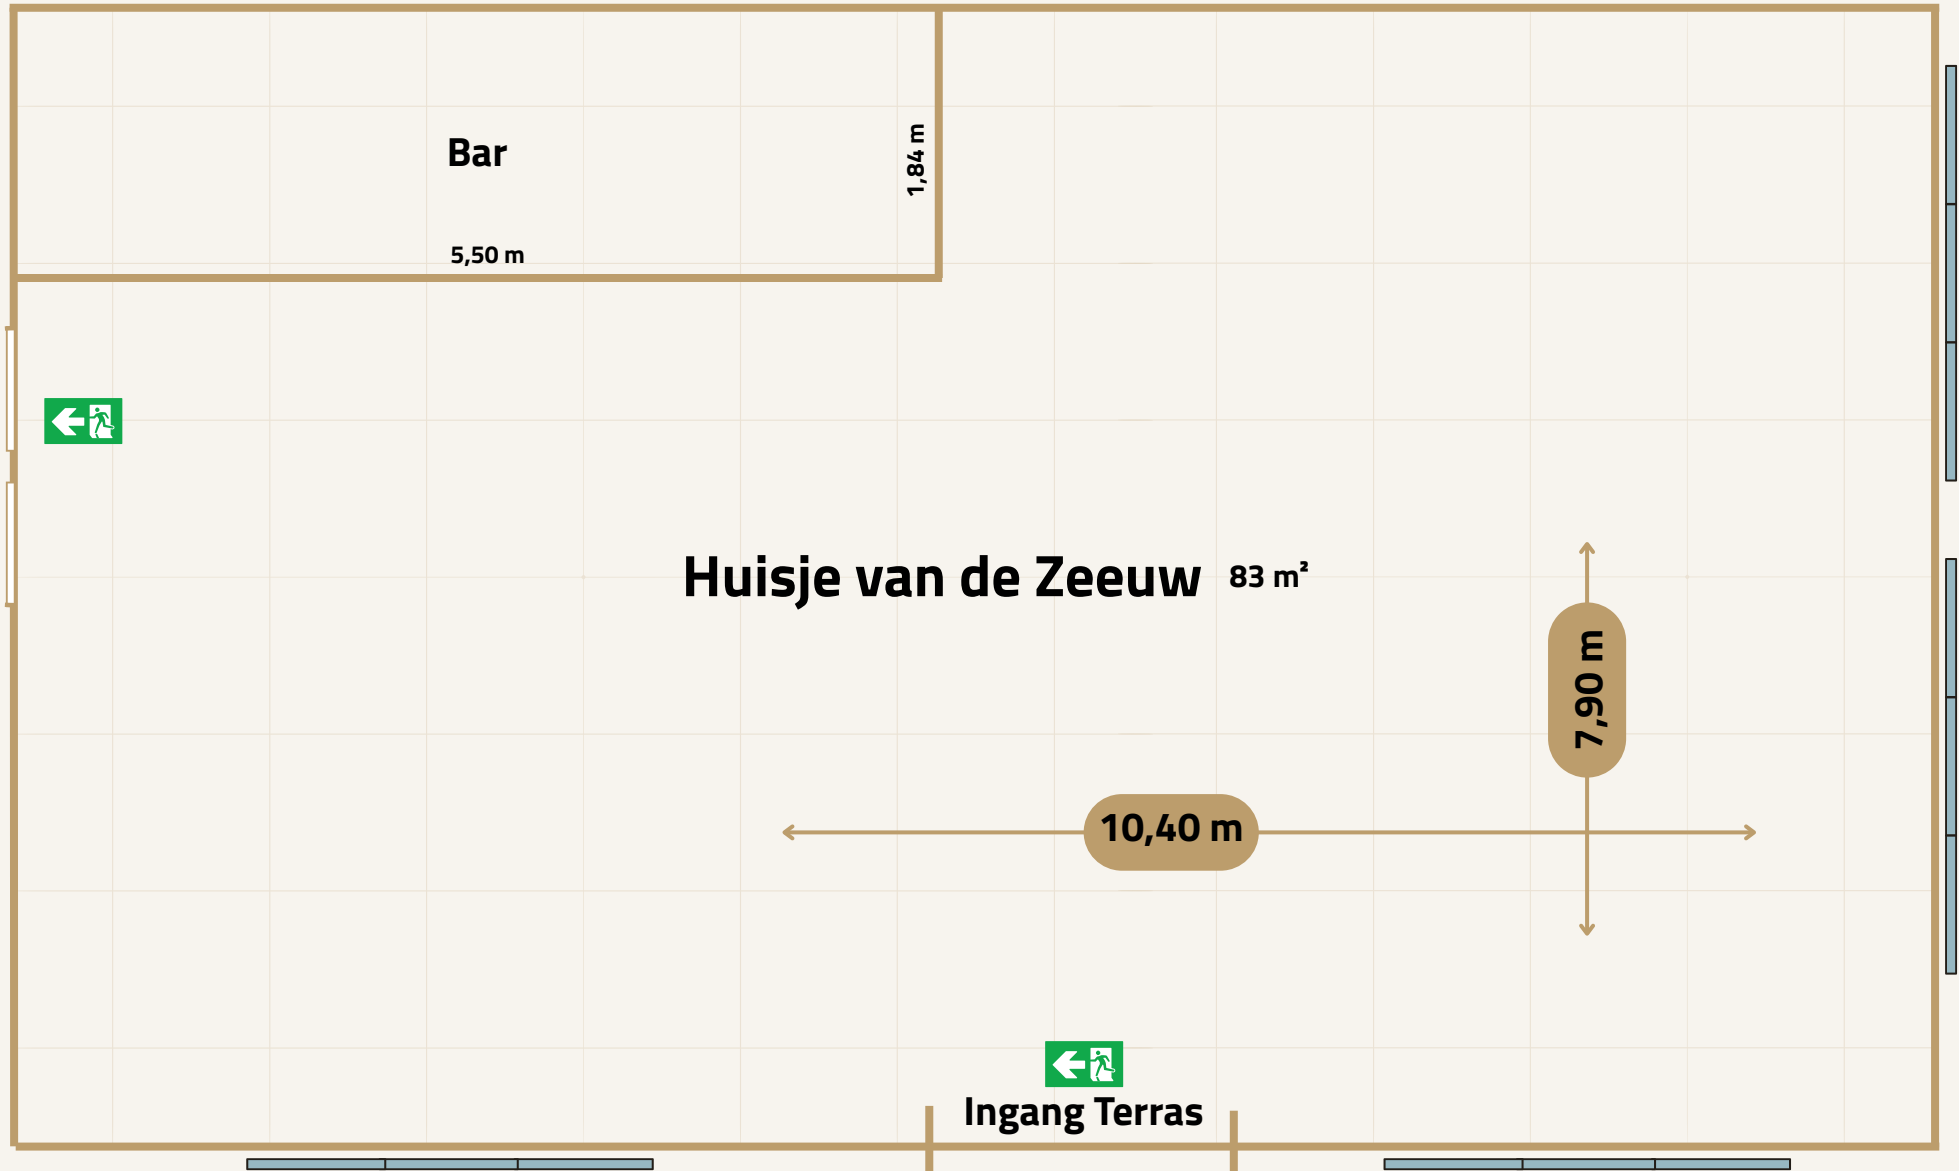 Bar
1,84 m
5,50 m
Huisje van de Zeeuw 83 m²
7,90 m
10,40 m
Ingang Terras